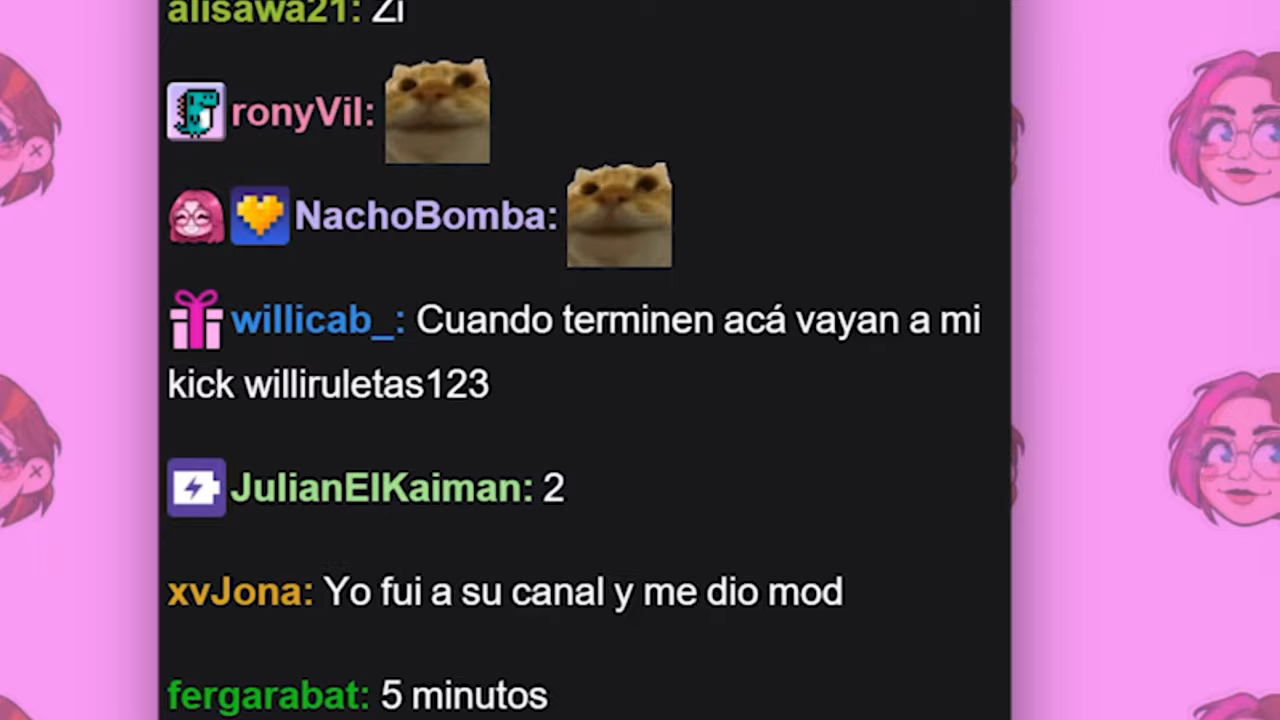 alisawa21: Zi
ronyVil:
NachoBomba:
willicab_: Cuando terminen acá vayan a mi
kick williruletas123
JulianElKaiman: 2
xvJona: Yo fui a su canal y me dio mod
fergarabat: 5 minutos